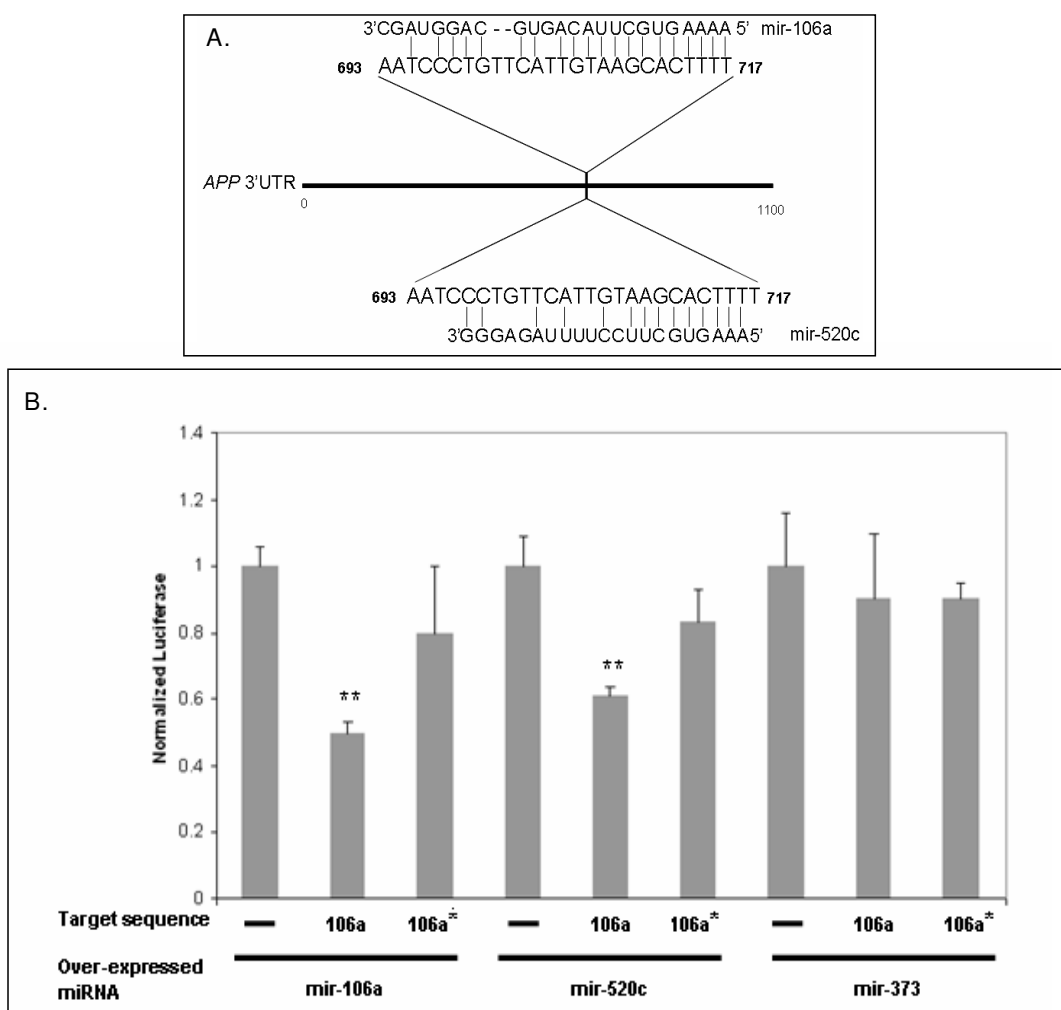 A.
3'CGAUGGAC - -GUGACAUUCGUG AAAA 5' mir-106a
693 AATCCCTGTTCATTGTAAGCACTTTT 717
APP 3'UTR
0
1100
693 AATCCCTGTTCATTGTAAGCACTTTT 717
3'GGGAGAUUUUCCUUCGUGAAA5' mir-520c
B.
Normalized Luciferase
1.4
1.2
1
0.8
0.6
0.4
0.2
0
**
**
Target sequence — 106a 106a* — 106a 106a* — 106a 106a*
Over-expressed
miRNA
mir-106a mir-520c mir-373